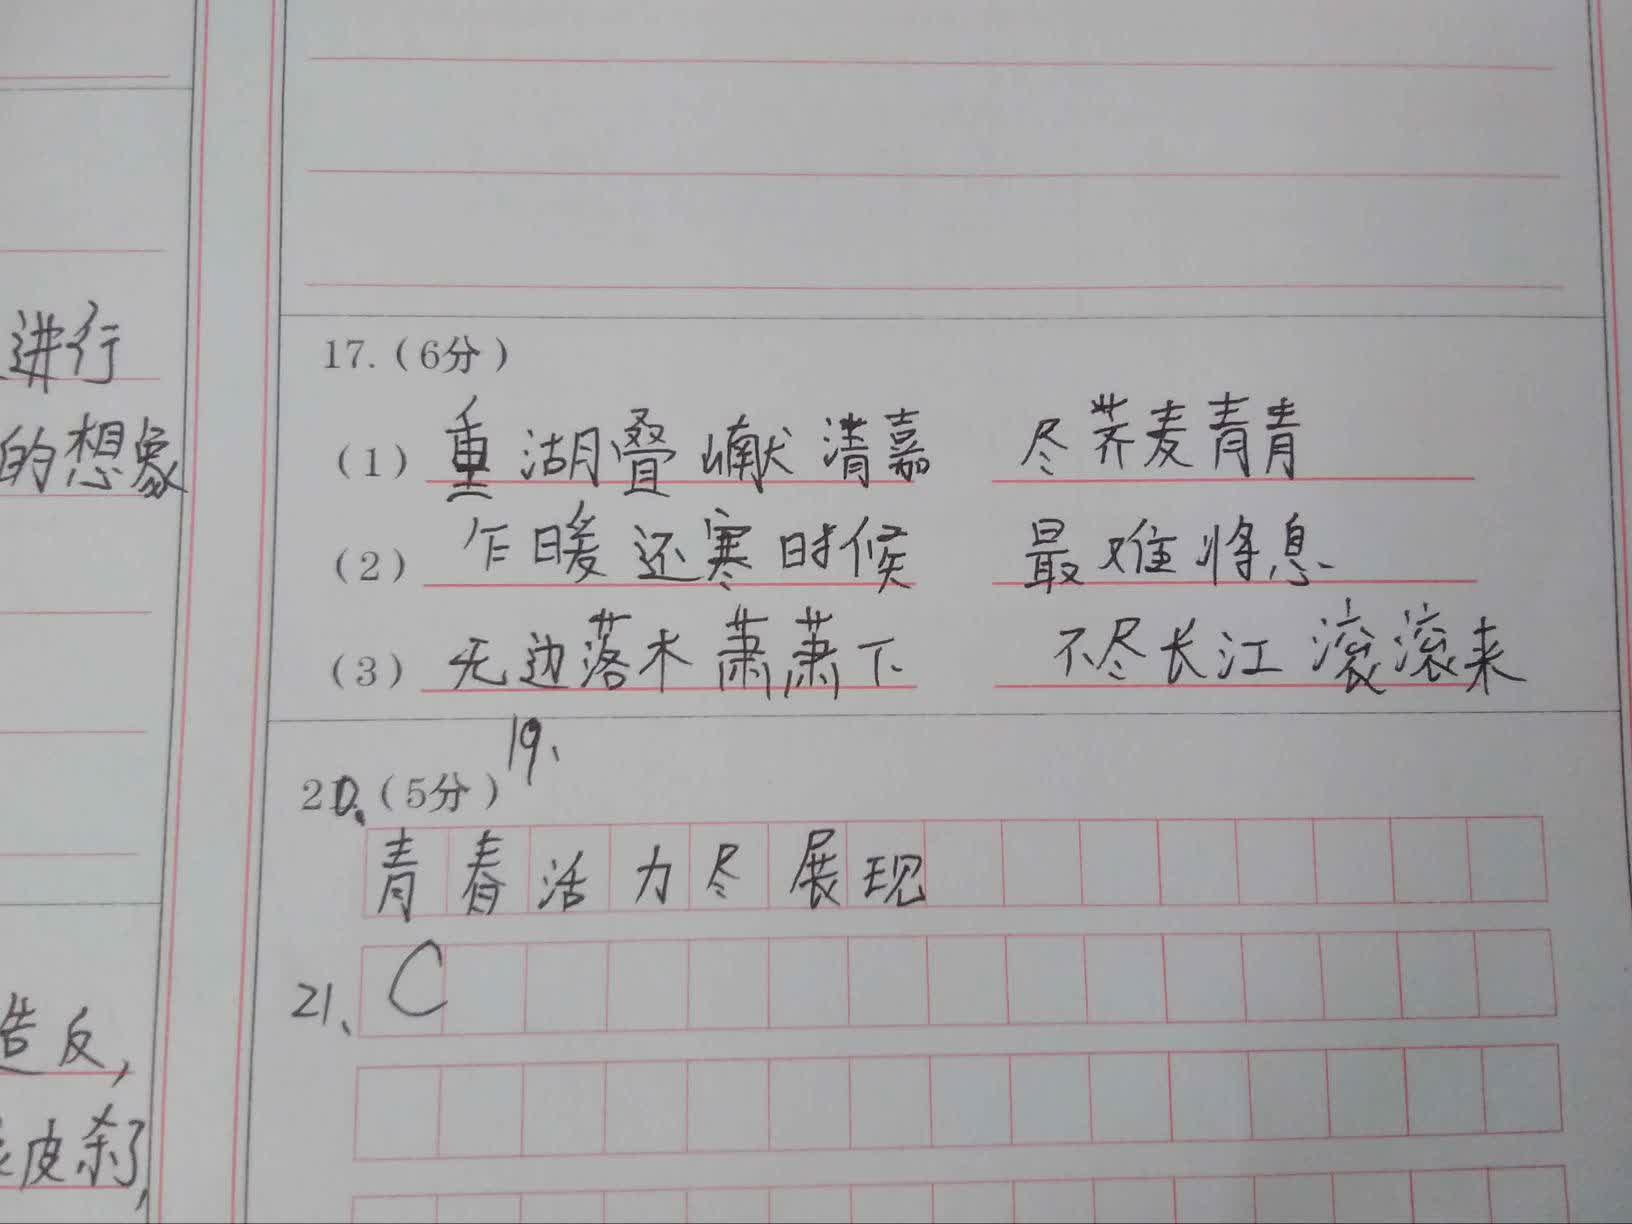 进行
的想象
告反,
皮杀了,
17.(6分)
(1) 重湖叠巘清嘉 尽荠麦青青
(2) 乍暖还寒时候 最难将息
(3) 无边落木萧萧下 不尽长江滚滚来
19、
20.(5分)
青春活力尽展现
21、C